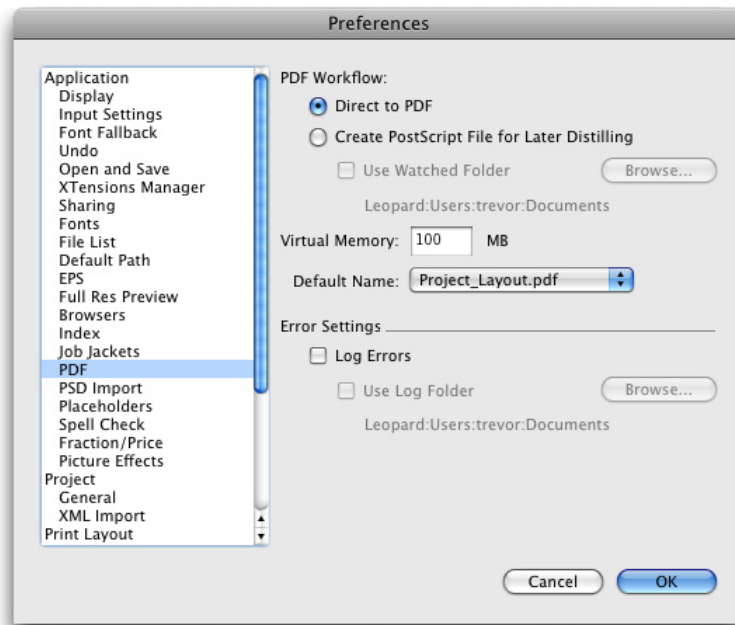 Preferences
Application
Display
Input Settings
Font Fallback
Undo
Open and Save
XTensions Manager
Sharing
Fonts
File List
Default Path
EPS
Full Res Preview
Browsers
Index
Job Jackets
PDF
PSD Import
Placeholders
Spell Check
Fraction/Price
Picture Effects
Project
General
XML Import
Print Layout
PDF Workflow:
Direct to PDF
Create PostScript File for Later Distilling
Use Watched Folder Browse...
Leopard:Users:trevor:Documents
Virtual Memory: 100 MB
Default Name: Project_Layout.pdf
Error Settings
Log Errors
Use Log Folder Browse...
Leopard:Users:trevor:Documents
Cancel OK